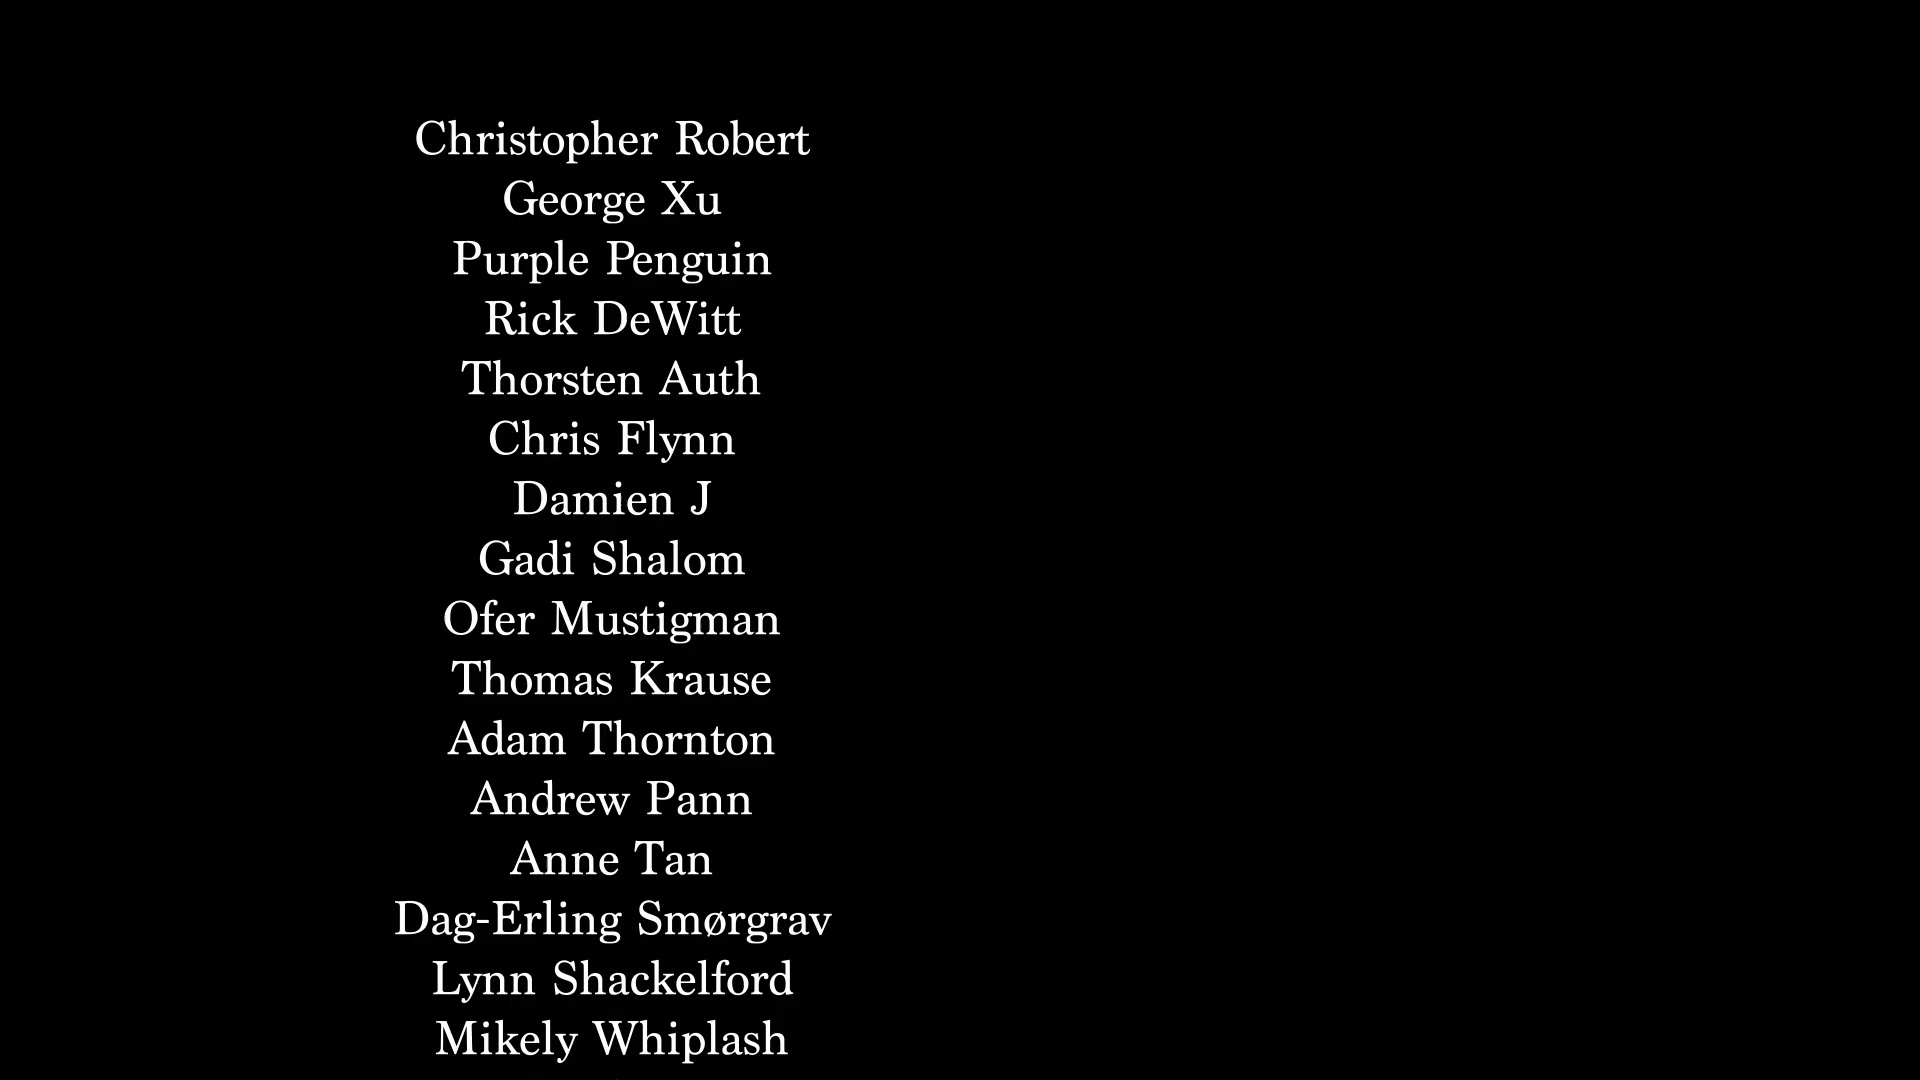 Christopher Robert
George Xu
Purple Penguin
Rick DeWitt
Thorsten Auth
Chris Flynn
Damien J
Gadi Shalom
Ofer Mustigman
Thomas Krause
Adam Thornton
Andrew Pann
Anne Tan
Dag-Erling Smørgrav
Lynn Shackelford
Mikely Whiplash